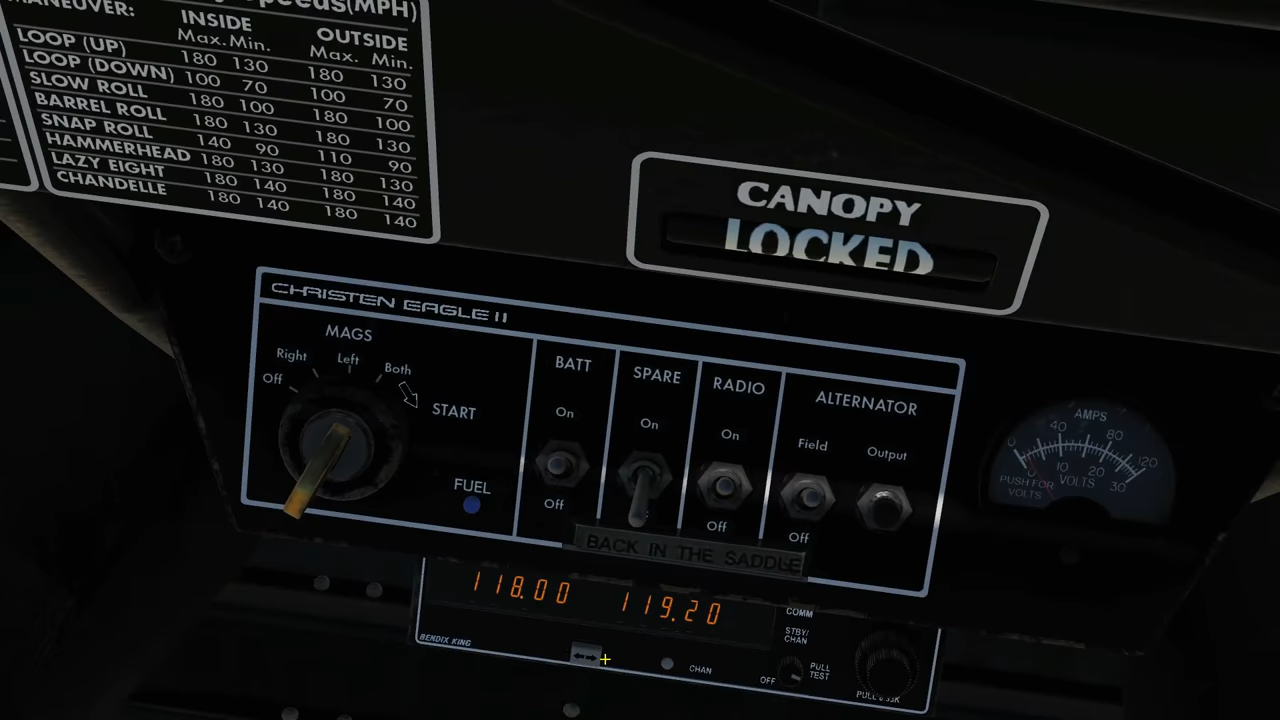 Speeds(MPH)
MANEUVER: INSIDE OUTSIDE
Max. Min. Max. Min.
LOOP (UP) 180 130 180 130
LOOP (DOWN) 100 70 100 70
SLOW ROLL 180 100 180 100
BARREL ROLL 180 130 180 130
SNAP ROLL 140 90 110 90
HAMMERHEAD 180 130 180 130
LAZY EIGHT 180 140 180 140
CHANDELLE 180 140 180 140
CANOPY
LOCKED
CHRISTEN EAGLE II
MAGS
Off Right Left Both
START
FUEL
BATT
On
Off
SPARE
On
RADIO
On
Off
ALTERNATOR
Field Output
Off
BACK IN THE SADDLE
AMPS
0 40 80 120
0 10 20 30
VOLTS
PUSH FOR
VOLTS
118.00 119.20
BENDIX KING
CHAN
COMM
STBY/
CHAN
OFF
PULL
TEST